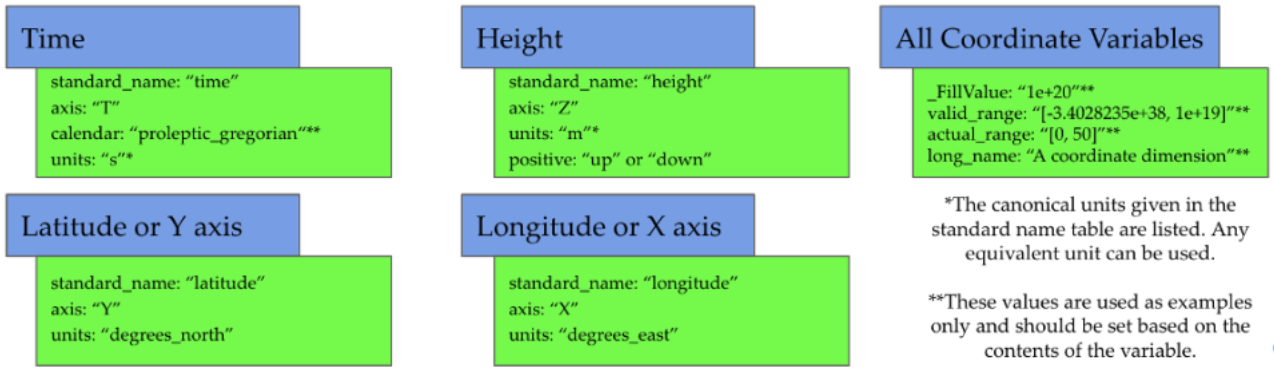 Time
standard_name: “time”
axis: “T”
calendar: “proleptic_gregorian“**
units: “s”*
Height
standard_name: “height”
axis: “Z”
units: “m”*
positive: “up” or “down”
All Coordinate Variables
_FillValue: “1e+20”**
valid_range: “[-3.4028235e+38, 1e+19]”**
actual_range: “[0, 50]”**
long_name: “A coordinate dimension”**
Latitude or Y axis
standard_name: “latitude”
axis: “Y”
units: “degrees_north”
Longitude or X axis
standard_name: “longitude”
axis: “X”
units: “degrees_east”
*The canonical units given in the
standard name table are listed. Any
equivalent unit can be used.
**These values are used as examples
only and should be set based on the
contents of the variable.